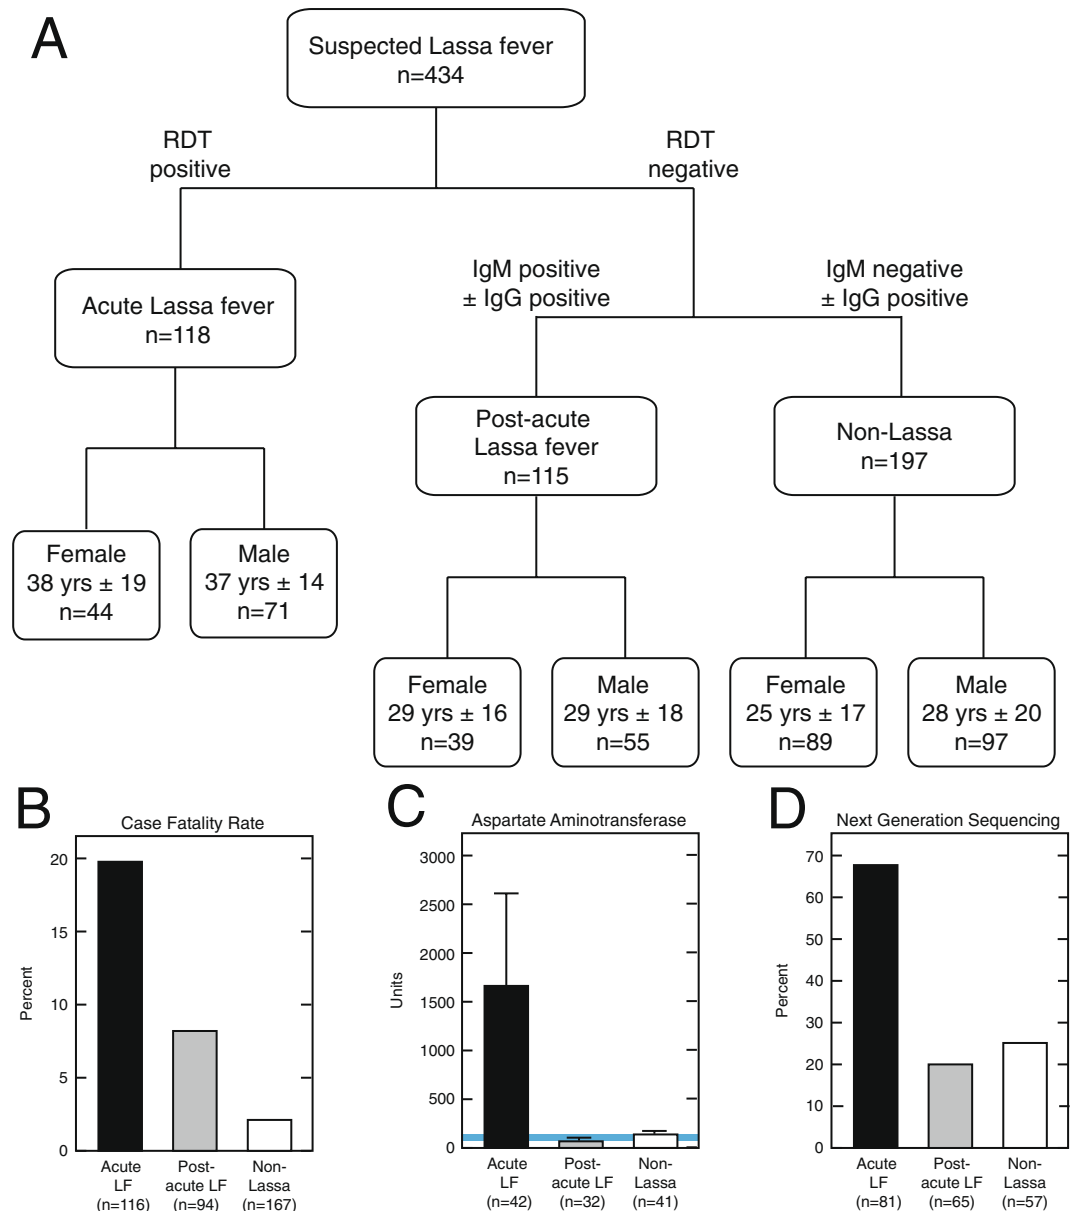 A
Suspected Lassa fever
n=434
RDT
positive
RDT
negative
Acute Lassa fever
n=118
IgM positive
± IgG positive
IgM negative
± IgG positive
Post-acute
Lassa fever
n=115
Non-Lassa
n=197
Female
38 yrs ± 19
n=44
Male
37 yrs ± 14
n=71
Female
29 yrs ± 16
n=39
Male
29 yrs ± 18
n=55
Female
25 yrs ± 17
n=89
Male
28 yrs ± 20
n=97
B
Case Fatality Rate
Percent
20
15
10
5
0
Acute
LF
(n=116)
Post-
acute LF
(n=94)
Non-
Lassa
(n=167)
C
Aspartate Aminotransferase
Units
3000
2500
2000
1500
1000
500
0
Acute
LF
(n=42)
Post-
acute LF
(n=32)
Non-
Lassa
(n=41)
D
Next Generation Sequencing
Percent
70
60
50
40
30
20
10
0
Acute
LF
(n=81)
Post-
acute LF
(n=65)
Non-
Lassa
(n=57)